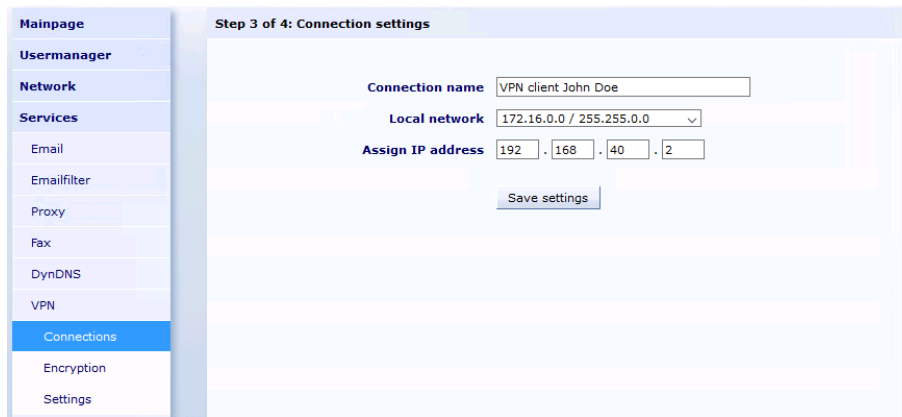 Mainpage
Usermanager
Network
Services
Email
Emailfilter
Proxy
Fax
DynDNS
VPN
Connections
Encryption
Settings
Step 3 of 4: Connection settings
Connection name VPN client John Doe
Local network 172.16.0.0 / 255.255.0.0
Assign IP address 192 . 168 . 40 . 2
Save settings